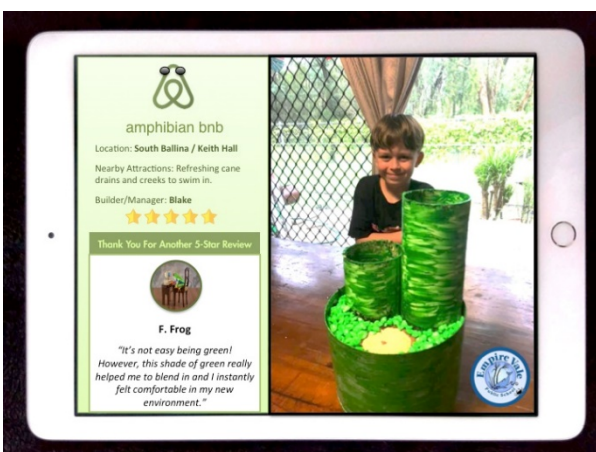 amphibian bnb
Location: South Ballina / Keith Hall
Nearby Attractions: Refreshing cane
drains and creeks to swim in.
Builder/Manager: Blake
Thank You For Another 5-Star Review
F. Frog
"It's not easy being green!
However, this shade of green really
helped me to blend in and I instantly
felt comfortable in my new
environment."
Empire Vale
Public School